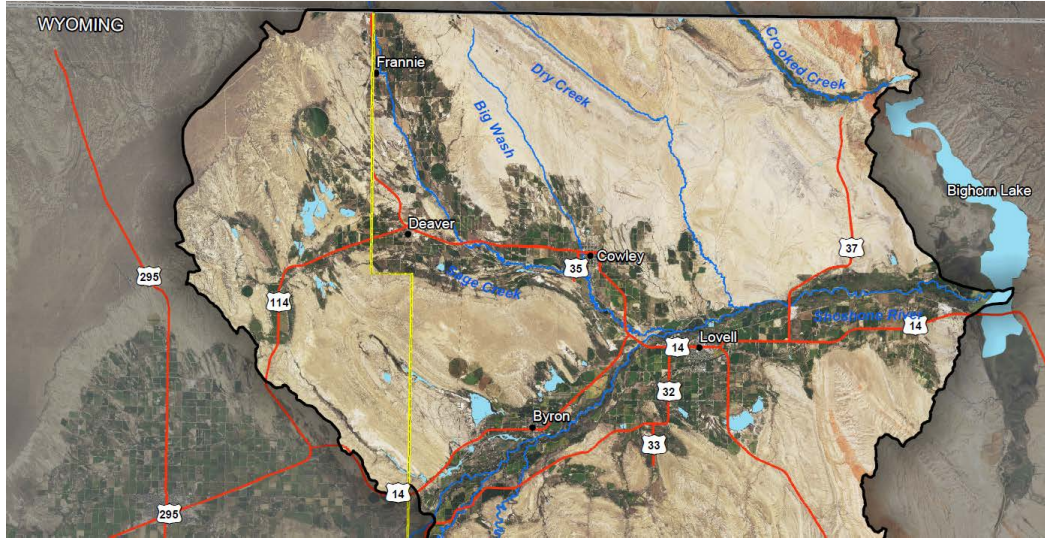 WYOMING
Crooked Creek
Frannie
Dry Creek
Big Wash
Bighorn Lake
Deaver
37
Cowley
35
295
Sage Creek
114
Shoshone River
14
Lovell
14
32
Byron
33
14
295